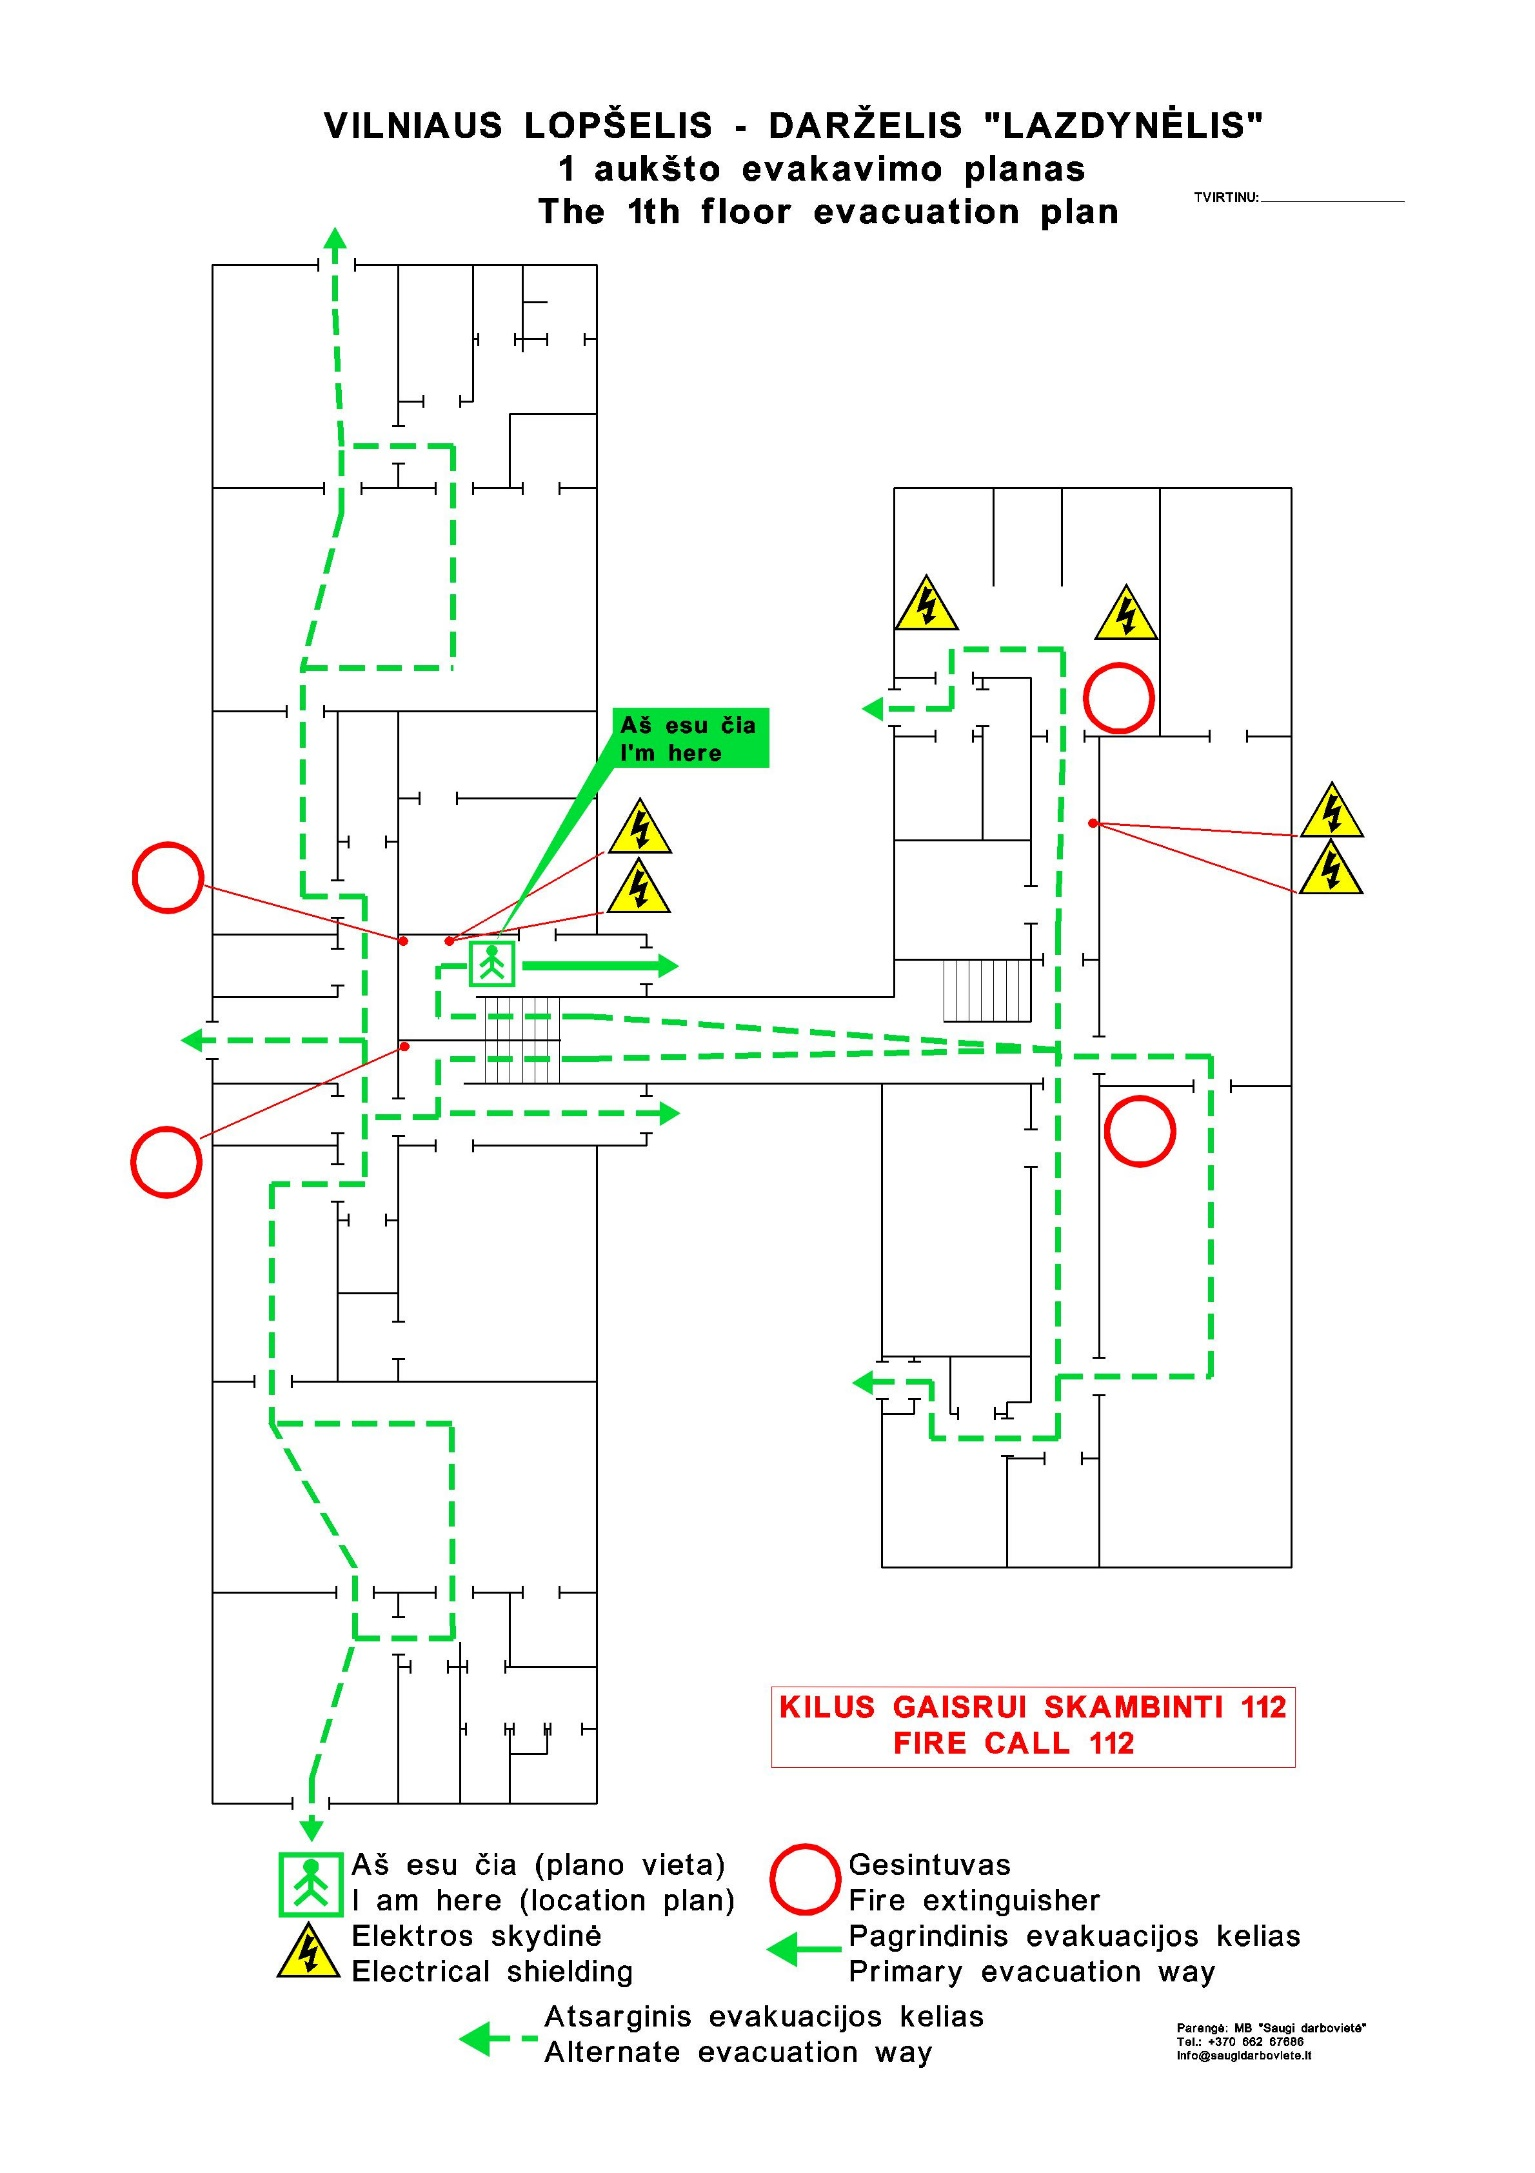 VILNIAUS LOPŠELIS - DARŽELIS "LAZDYNĖLIS"
1 aukšto evakavimo planas
The 1th floor evacuation plan
TVIRTINU:
Aš esu čia
I'm here
KILUS GAISRUI SKAMBINTI 112
FIRE CALL 112
Aš esu čia (plano vieta)
I am here (location plan)
Elektros skydinė
Electrical shielding
Gesintuvas
Fire extinguisher
Pagrindinis evakuacijos kelias
Primary evacuation way
Atsarginis evakuacijos kelias
Alternate evacuation way
Parengė: MB "Saugi darbovietė"
Tel.: +370 662 67686
info@saugidarboviete.lt